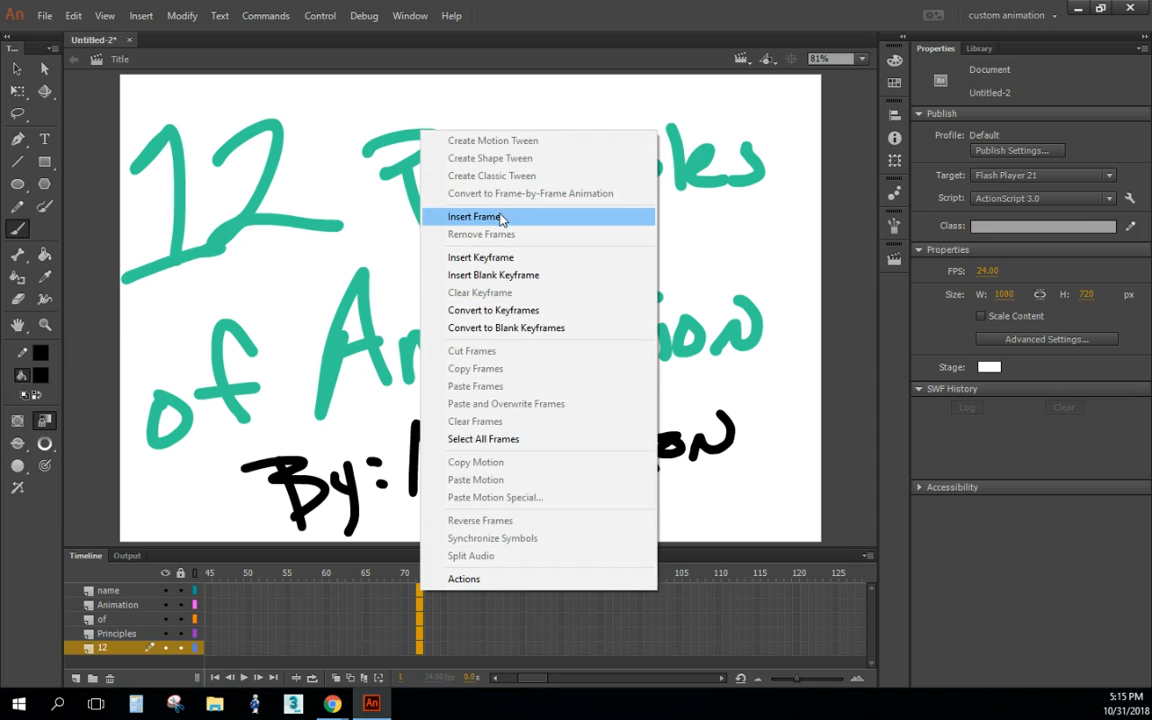 An File Edit View Insert Modify Text Commands Control Debug Window Help custom animation
Untitled-2* × Properties Library
Title 81% Document
Untitled-2
Publish
Profile: Default
Publish Settings...
Target: Flash Player 21
Script: ActionScript 3.0
Class:
Properties
FPS: 24.00
Size: W: 1080 H: 720 px
Scale Content
Advanced Settings...
Stage:
SWF History
Log Clear
Accessibility
12
of
By:
Create Motion Tween
Create Shape Tween
Create Classic Tween
Convert to Frame-by-Frame Animation
Insert Frame
Remove Frames
Insert Keyframe
Insert Blank Keyframe
Clear Keyframe
Convert to Keyframes
Convert to Blank Keyframes
Cut Frames
Copy Frames
Paste Frames
Paste and Overwrite Frames
Clear Frames
Select All Frames
Copy Motion
Paste Motion
Paste Motion Special...
Reverse Frames
Synchronize Symbols
Split Audio
Actions
Timeline Output
45 50 55 60 65 70 105 110 115 120 125
name
Animation
of
Principles
12
1 24.00 fps 0.0s
5:15 PM
10/31/2018